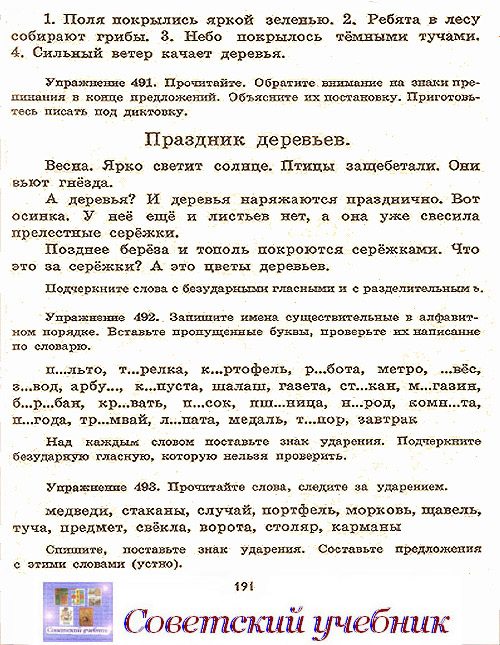 1. Поля покрылись яркой зеленью. 2. Ребята в лесу
собирают грибы. 3. Небо покрылось тёмными тучами.
4. Сильный ветер качает деревья.
Упражнение 491. Прочитайте. Обратите внимание на знаки пре-
пинания в конце предложений. Объясните их постановку. Приготовь-
тесь писать под диктовку.
Праздник деревьев.
Весна. Ярко светит солнце. Птицы защебетали. Они
вьют гнёзда.
А деревья? И деревья наряжаются празднично. Вот
осинка. У неё ещё и листьев нет, а она уже свесила
прелестные серёжки.
Позднее берёза и тополь покроются серёжками. Что
это за серёжки? А это цветы деревьев.
Подчеркните слова с безударными гласными и с разделительным ь.
Упражнение 492. Запишите имена существительные в алфавит-
ном порядке. Вставьте пропущенные буквы, проверьте их написание
по словарю.
п...льто, т...релка, к...ртофель, р...бота, метро, ...вёс,
з...вод, арбу..., к...пуста, шалаш, газета, ст...кан, м...газин,
б...р...бан, кр...вать, п...сок, пш...ница, н...род, комн...та,
п...года, тр...мвай, л...пата, медаль, т...пор, завтрак
Над каждым словом поставьте знак ударения. Подчеркните
безударную гласную, которую нельзя проверить.
Упражнение 493. Прочитайте слова, следите за ударением.
медведи, стаканы, случай, портфель, морковь, щавель,
туча, предмет, свёкла, ворота, столяр, карманы
Спишите, поставьте знак ударения. Составьте предложения
с этими словами (устно).
191
Советский учебник
Советский учебник